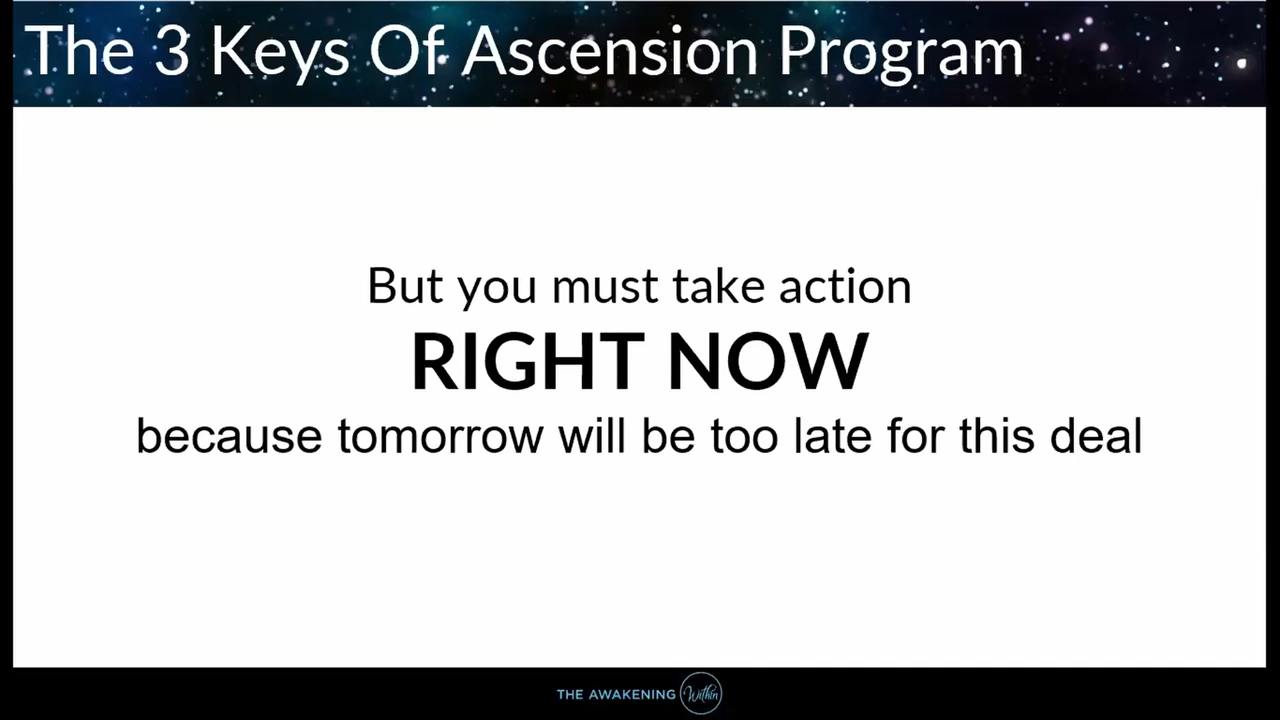 The 3 Keys Of Ascension Program
But you must take action
RIGHT NOW
because tomorrow will be too late for this deal
THE AWAKENING Within